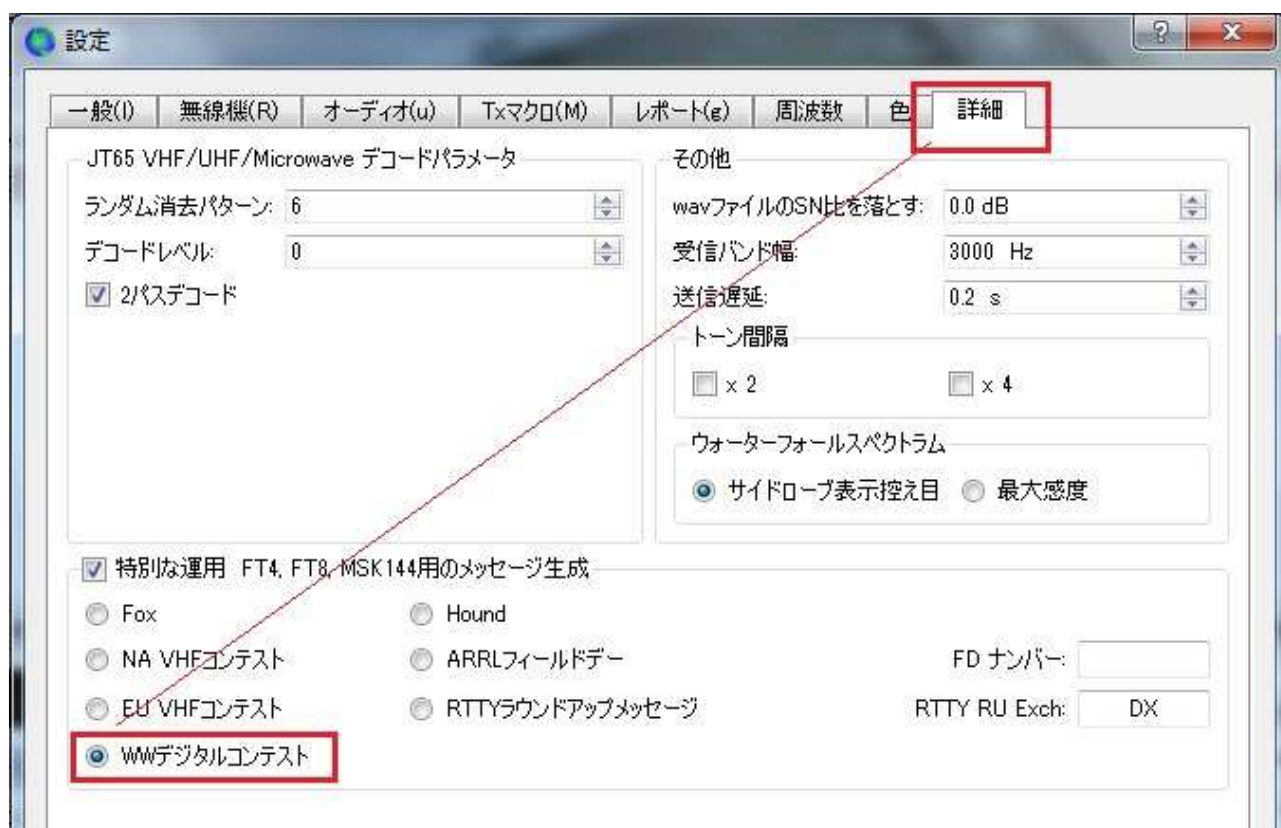 設定
一般(I) 無線機(R) オーディオ(u) Txマクロ(M) レポート(g) 周波数 色 詳細
JT65 VHF/UHF/Microwave デコードパラメータ
ランダム消去パターン: 6
デコードレベル: 0
2パスデコード
その他
wavファイルのSN比を落とす: 0.0 dB
受信バンド幅: 3000 Hz
送信遅延: 0.2 s
トーン間隔
x 2 x 4
ウォーターフォールスペクトラム
サイドローブ表示控え目 最大感度
特別な運用 FT4, FT8, MSK144用のメッセージ生成
Fox Hound
NA VHFコンテスト ARRLフィールドデー FD ナンバー:
EU VHFコンテスト RTTYラウンドアップメッセージ RTTY RU Exch: DX
WWデジタルコンテスト